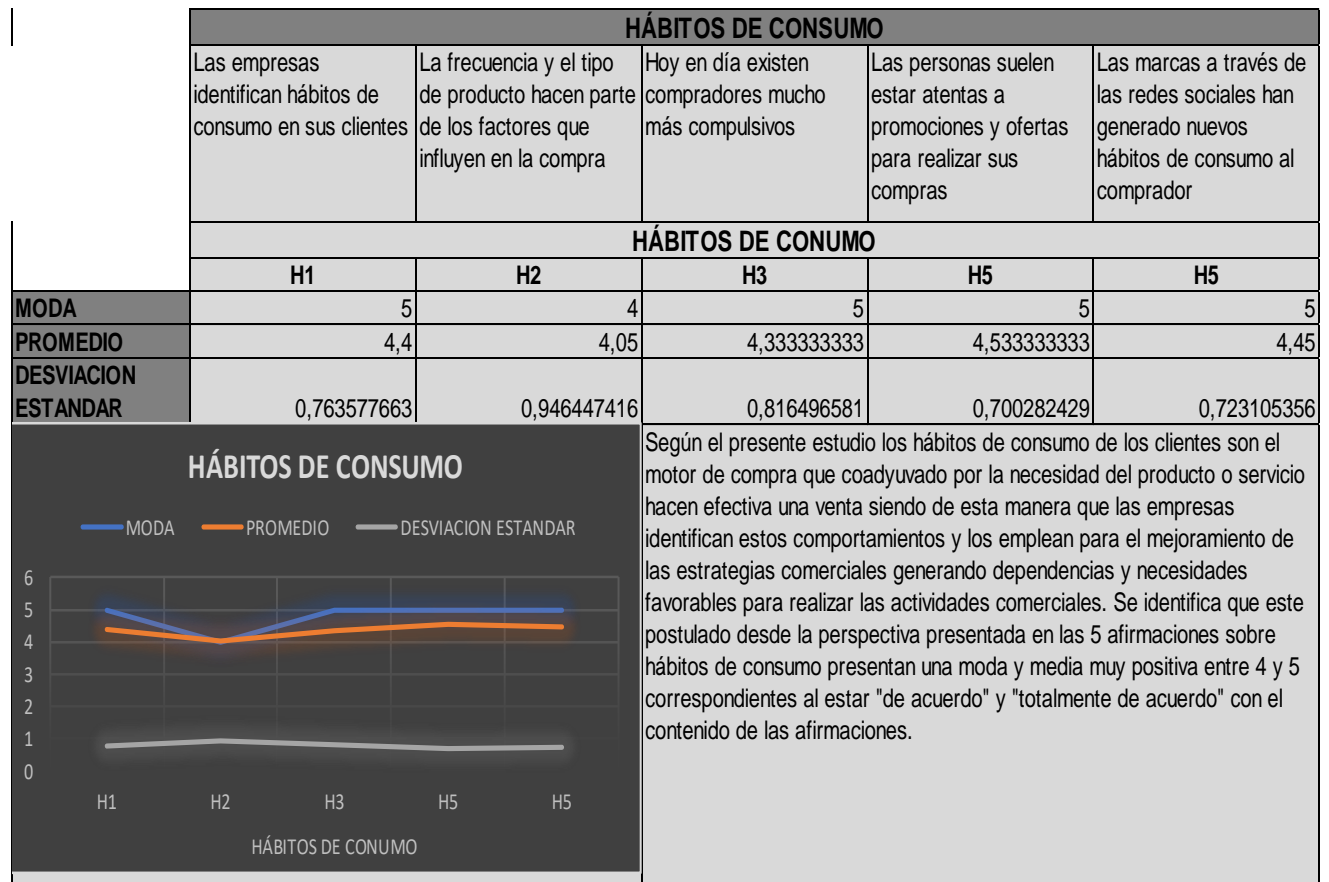 HÁBITOS DE CONSUMO
Las empresas
identifican hábitos de
consumo en sus clientes
La frecuencia y el tipo
de producto hacen parte
de los factores que
influyen en la compra
Hoy en día existen
compradores mucho
más compulsivos
Las personas suelen
estar atentas a
promociones y ofertas
para realizar sus
compras
Las marcas a través de
las redes sociales han
generado nuevos
hábitos de consumo al
comprador
HÁBITOS DE CONUMO
H1 H2 H3 H5 H5
MODA 5 4 5 5 5
PROMEDIO 4,4 4,05 4,333333333 4,533333333 4,45
DESVIACION
ESTANDAR 0,763577663 0,946447416 0,816496581 0,700282429 0,723105356
HÁBITOS DE CONSUMO
MODA PROMEDIO DESVIACION ESTANDAR
6
5
4
3
2
1
0
H1 H2 H3 H5 H5
HÁBITOS DE CONUMO
Según el presente estudio los hábitos de consumo de los clientes son el
motor de compra que coadyuvado por la necesidad del producto o servicio
hacen efectiva una venta siendo de esta manera que las empresas
identifican estos comportamientos y los emplean para el mejoramiento de
las estrategias comerciales generando dependencias y necesidades
favorables para realizar las actividades comerciales. Se identifica que este
postulado desde la perspectiva presentada en las 5 afirmaciones sobre
hábitos de consumo presentan una moda y media muy positiva entre 4 y 5
correspondientes al estar "de acuerdo" y "totalmente de acuerdo" con el
contenido de las afirmaciones.